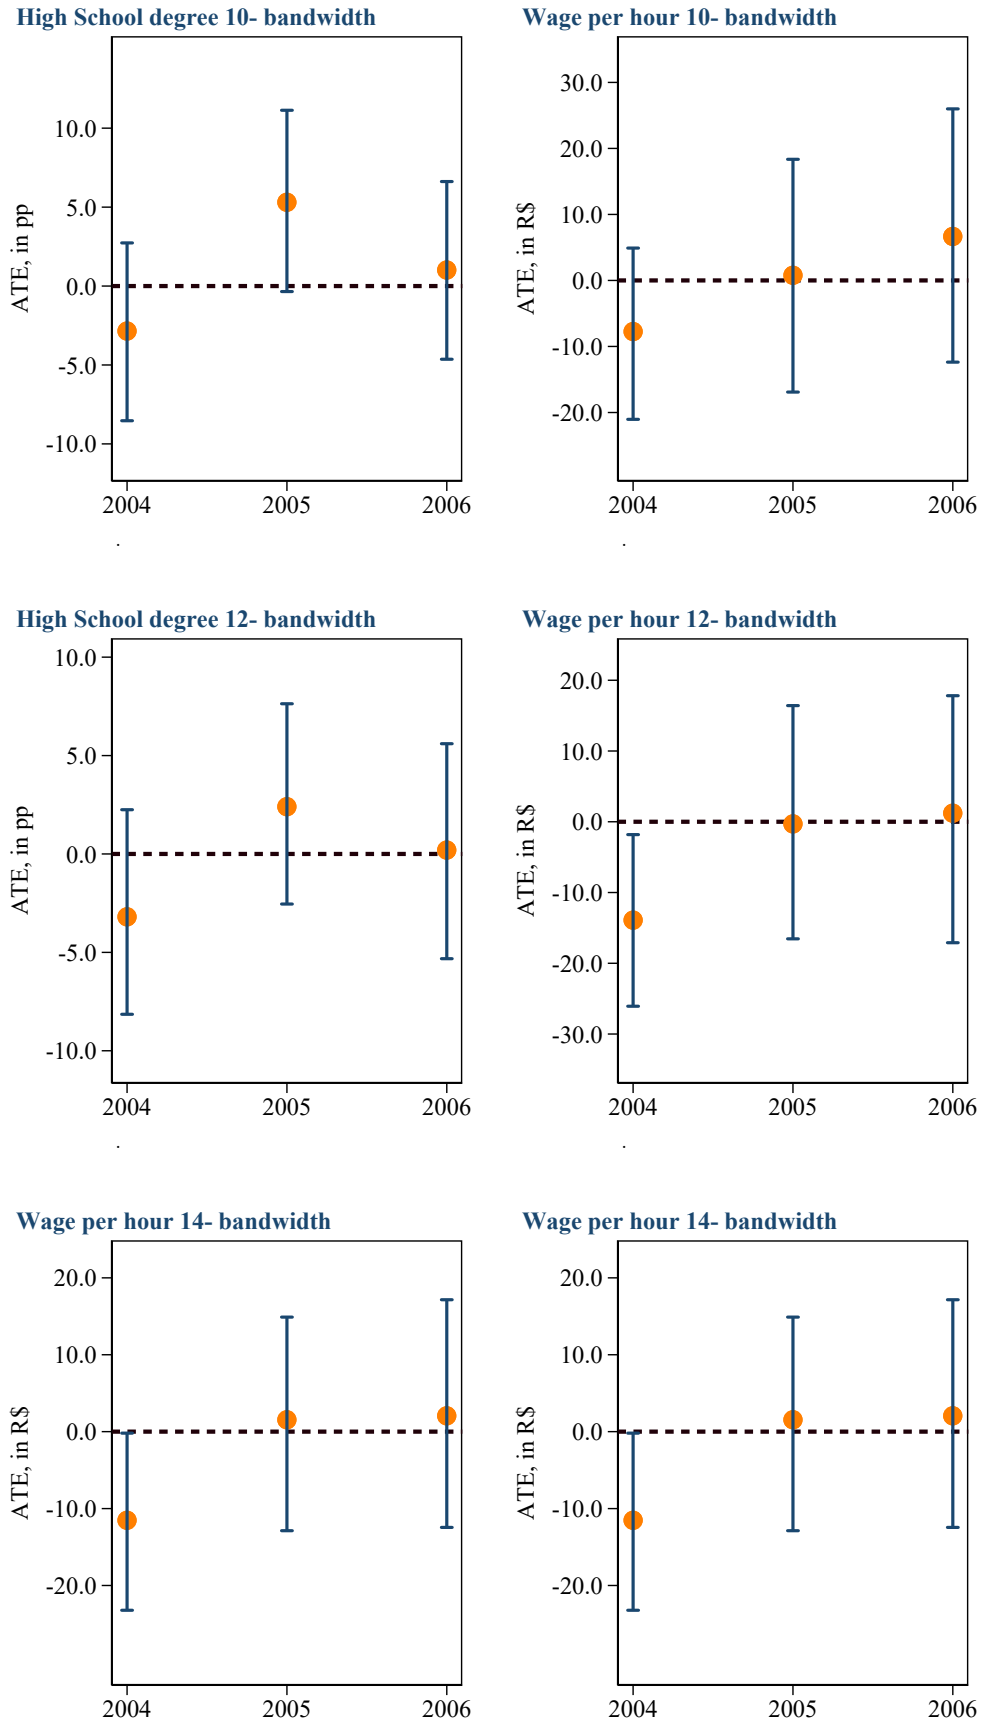 High School degree 10- bandwidth
ATE, in pp
10.0
5.0
0.0
-5.0
-10.0
2004 2005 2006
.
Wage per hour 10- bandwidth
ATE, in R$
30.0
20.0
10.0
0.0
-10.0
-20.0
2004 2005 2006
.
High School degree 12- bandwidth
ATE, in pp
10.0
5.0
0.0
-5.0
-10.0
2004 2005 2006
.
Wage per hour 12- bandwidth
ATE, in R$
20.0
10.0
0.0
-10.0
-20.0
-30.0
2004 2005 2006
.
Wage per hour 14- bandwidth
ATE, in R$
20.0
10.0
0.0
-10.0
-20.0
2004 2005 2006
Wage per hour 14- bandwidth
ATE, in R$
20.0
10.0
0.0
-10.0
-20.0
2004 2005 2006